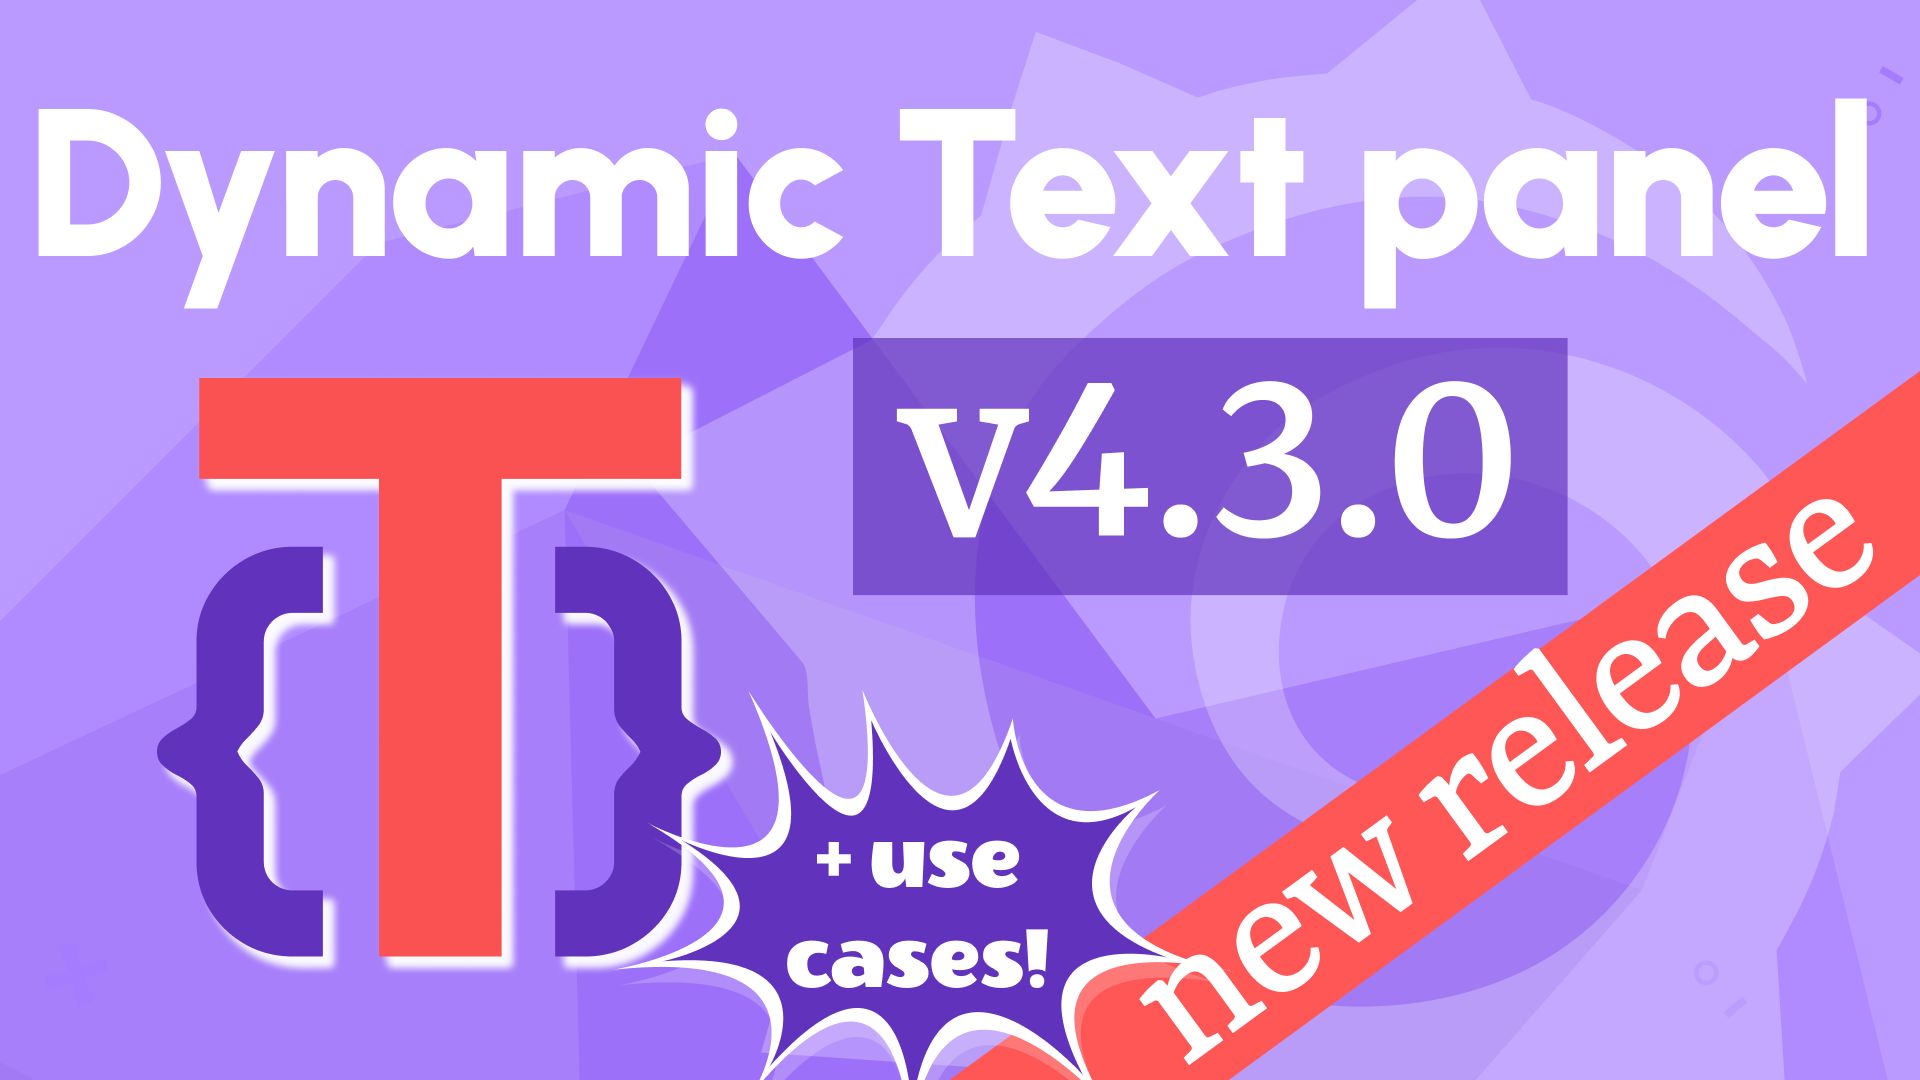 Dynamic Text panel
v4.3.0
{T}
+ use
cases!
new release